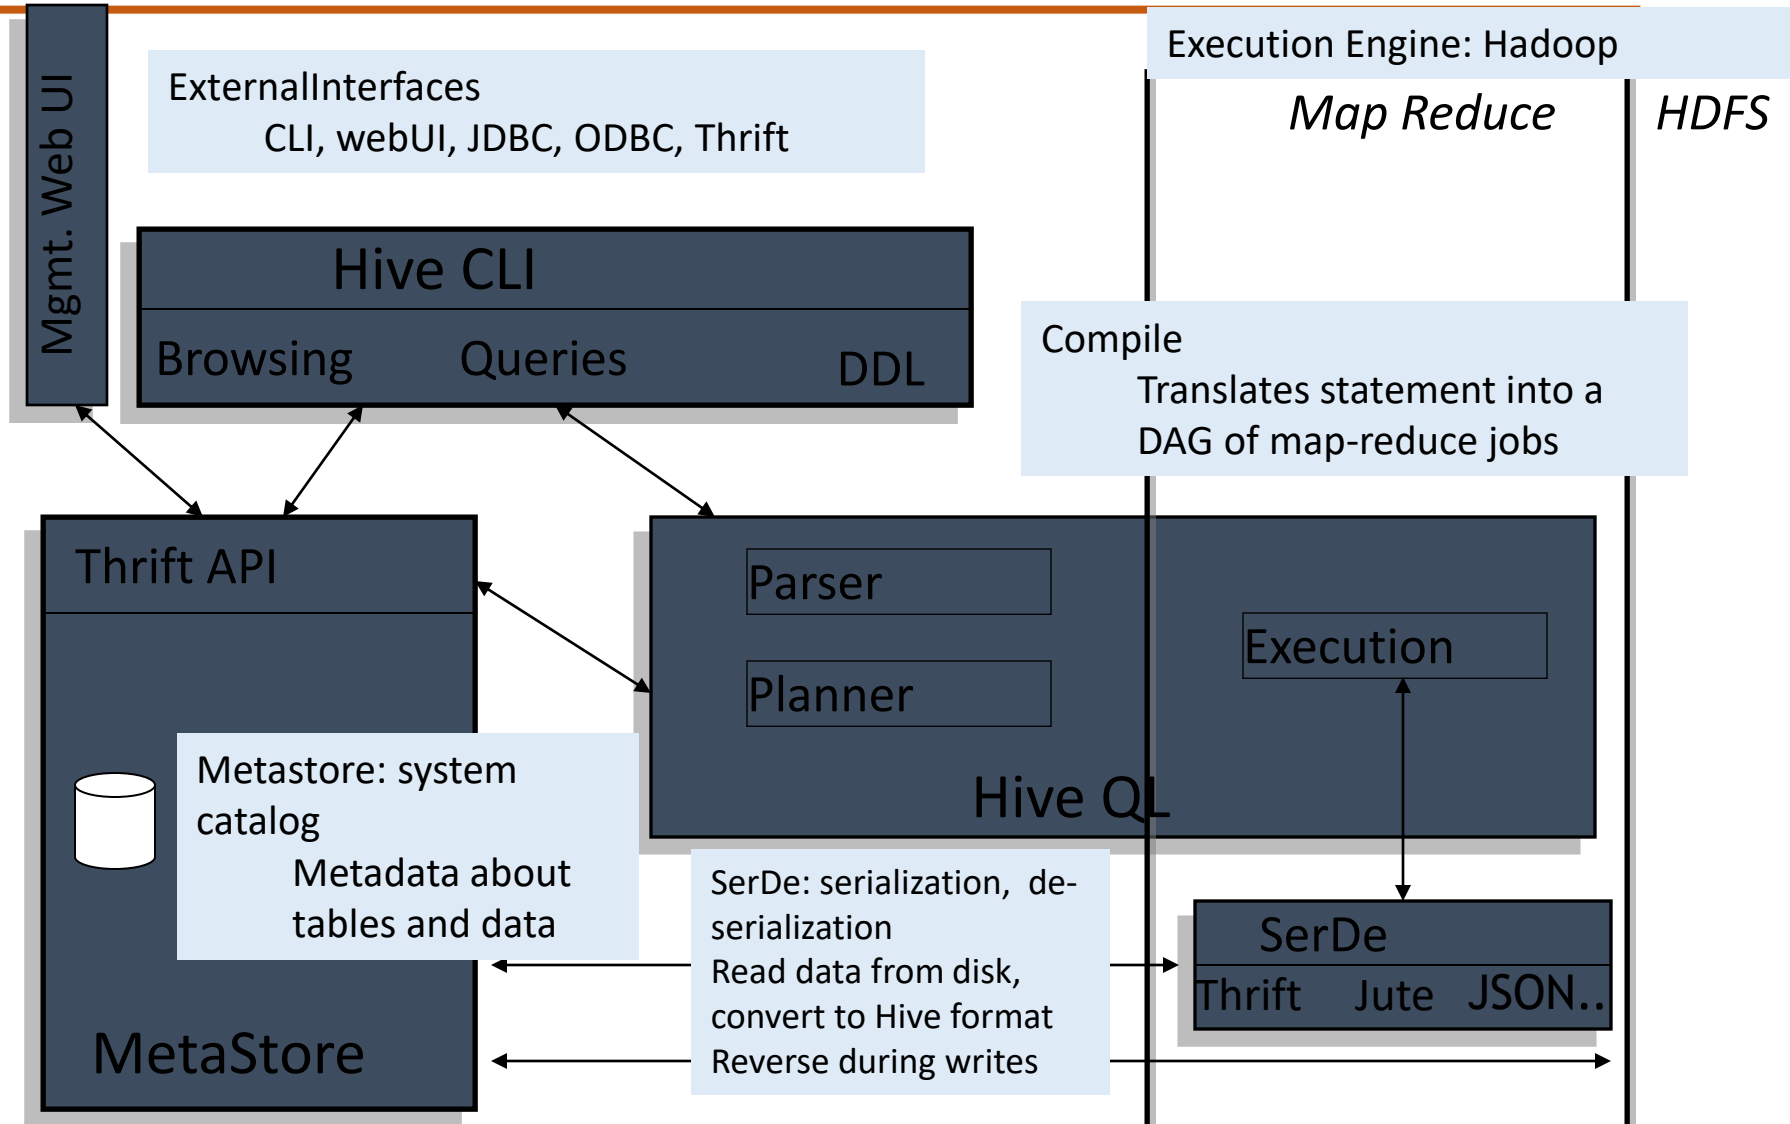 Mgmt. Web UI
ExternalInterfaces
CLI, webUI, JDBC, ODBC, Thrift
Execution Engine: Hadoop
Map Reduce
HDFS
Hive CLI
Browsing
Queries
DDL
Compile
Translates statement into a
DAG of map-reduce jobs
Thrift API
Parser
Planner
Execution
Hive QL
Metastore: system
catalog
Metadata about
tables and data
MetaStore
SerDe: serialization, de-
serialization
Read data from disk,
convert to Hive format
Reverse during writes
SerDe
Thrift
Jute
JSON..